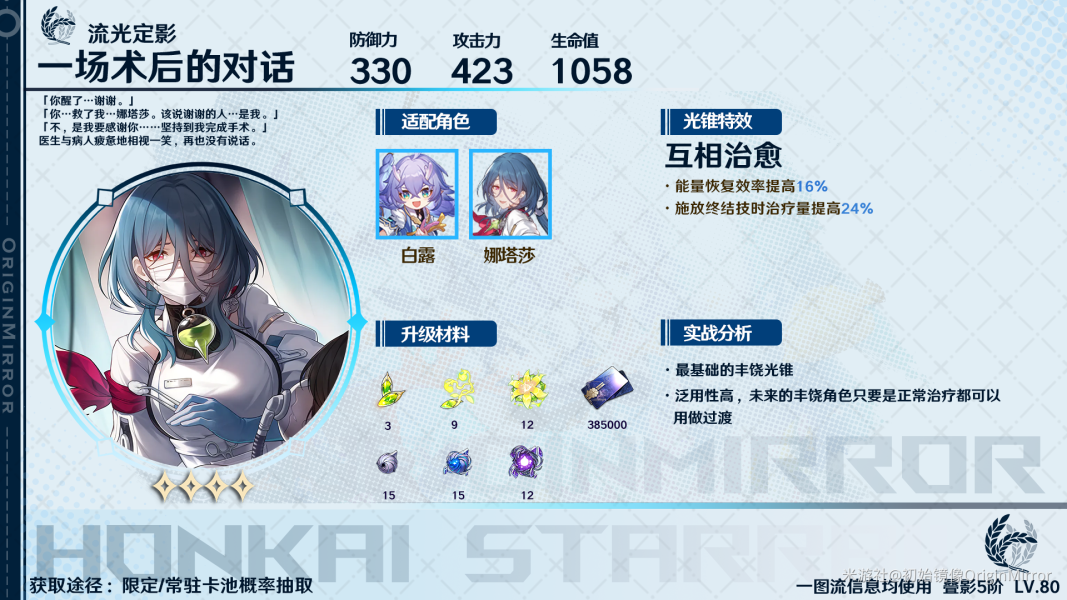 流光定影
一场术后的对话
防御力 攻击力 生命值
330 423 1058
「你醒了…谢谢。」
「你…救了我…娜塔莎。该说谢谢的人…是我。」
「不，是我要感谢你……坚持到我完成手术。」
医生与病人疲惫地相视一笑，再也没有说话。
适配角色
白露 娜塔莎
光锥特效
互相治愈
·能量恢复效率提高16%
·施放终结技时治疗量提高24%
升级材料
3 9 12 385000
15 15 12
实战分析
·最基础的丰饶光锥
·泛用性高，未来的丰饶角色只要是正常治疗都可以
用做过渡
ORIGINMIRROR
MIRROR
HONKAI STARR
获取途径：限定/常驻卡池概率抽取
米游社@初始镜像OriginMirror
一图流信息均使用 叠影5阶 LV.80